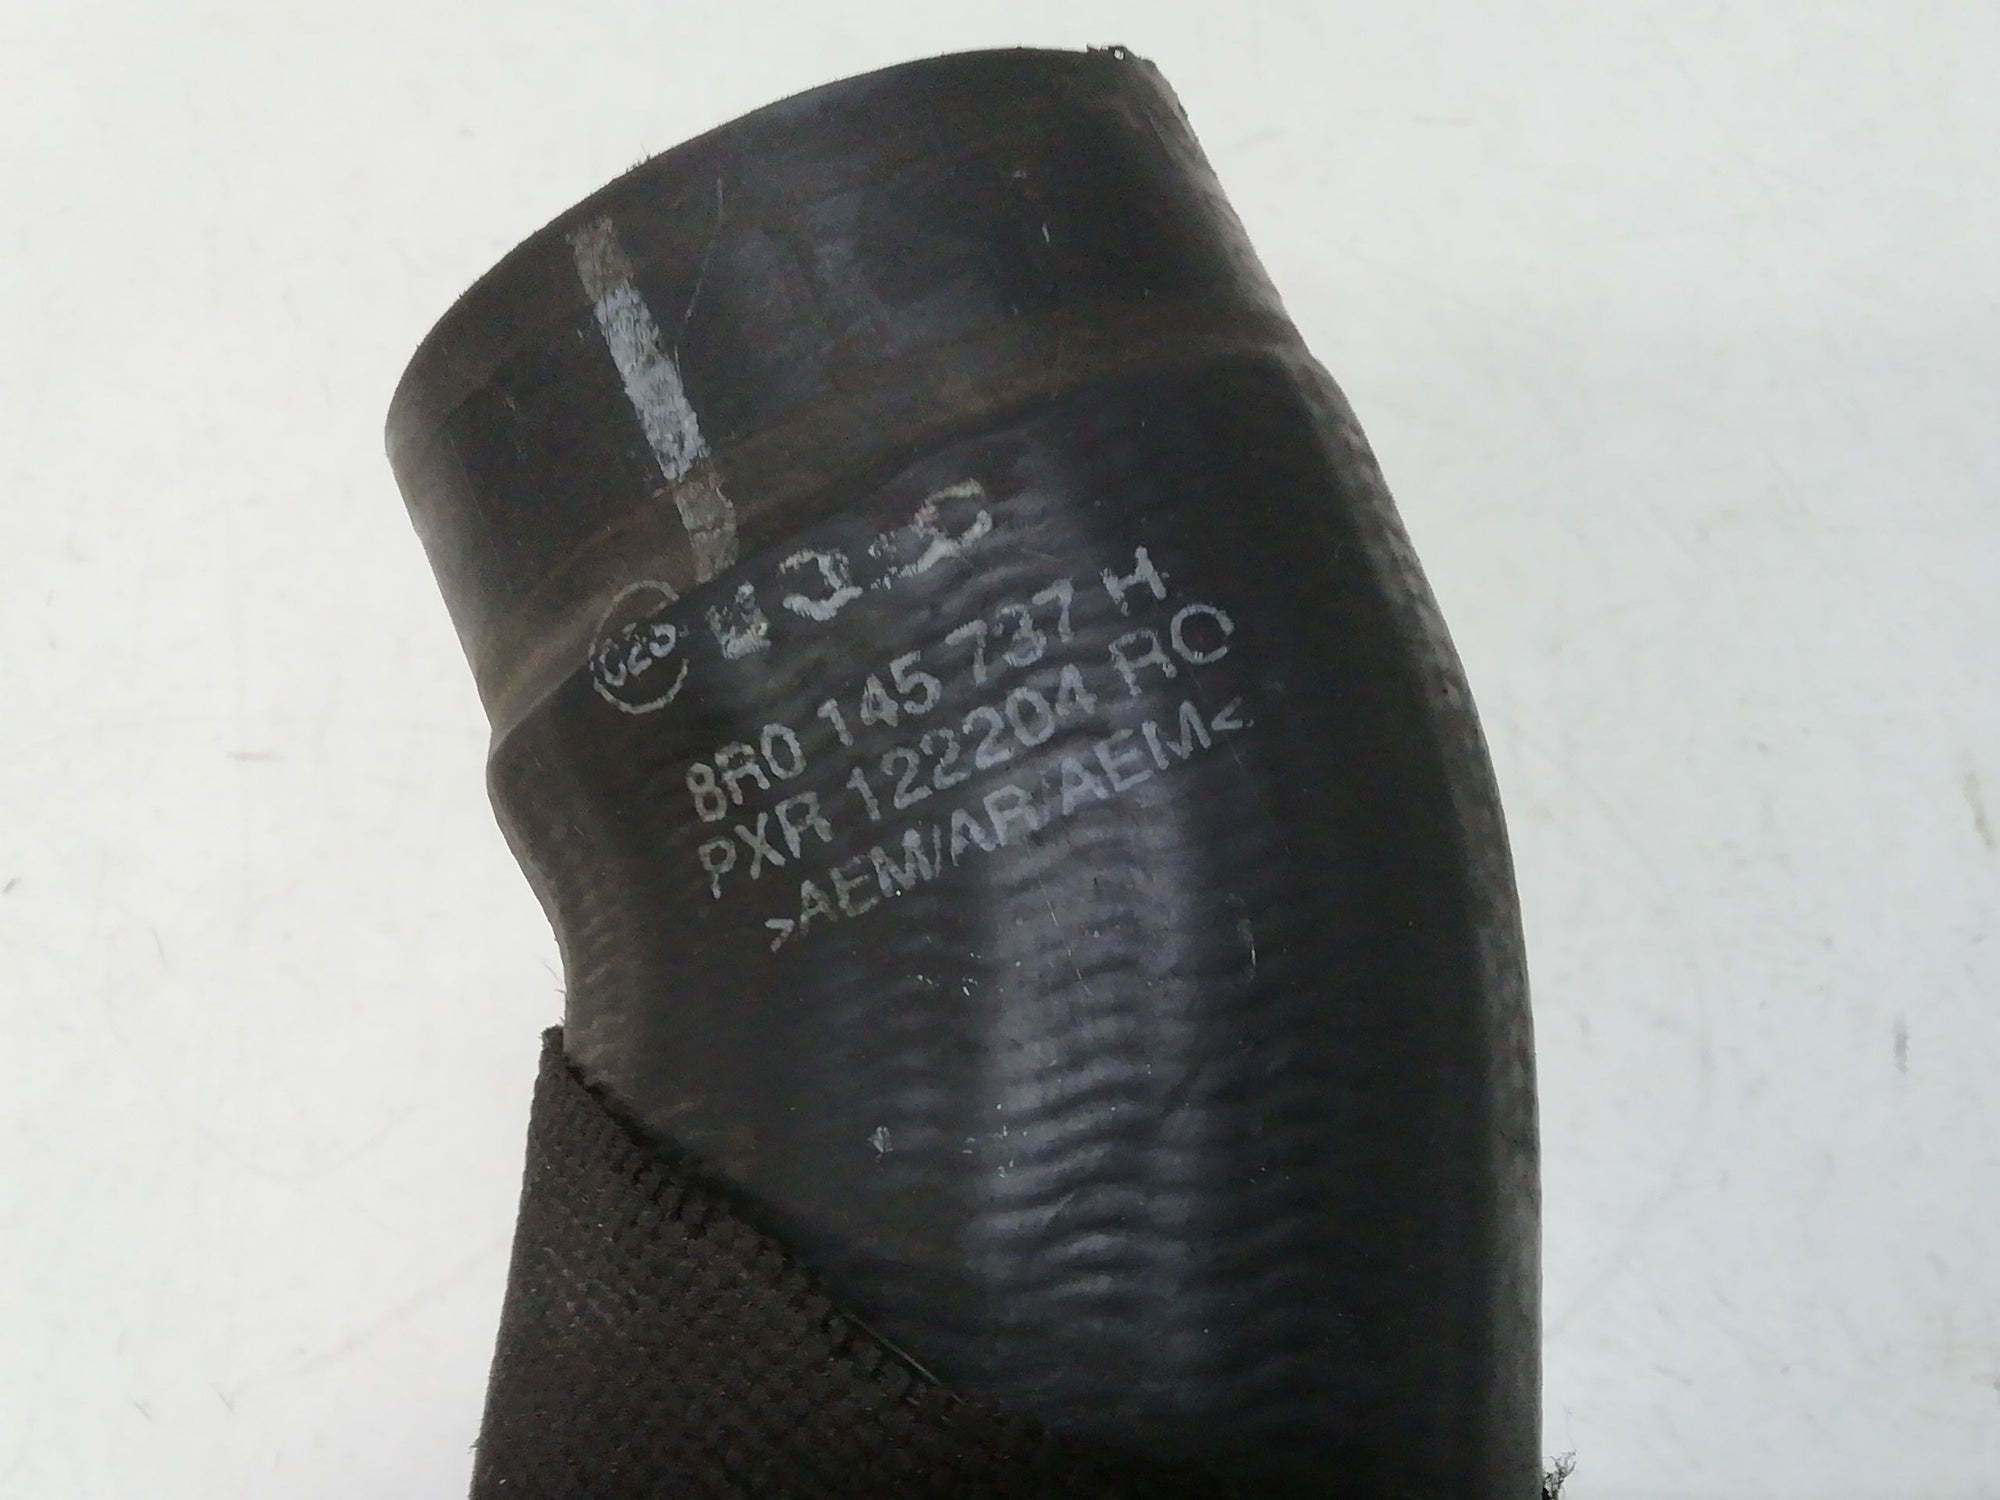 8R0 145 737 H
PXR 122204 RO
>AEM/AR/AEM<